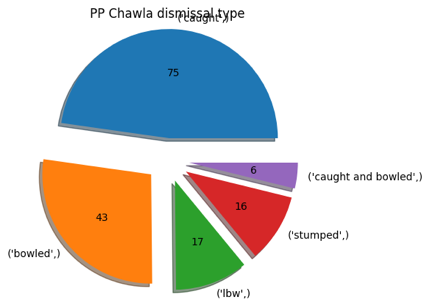 PP Chawla dismissal type
('caught',)
75
6
('caught and bowled',)
16
('stumped',)
43
17
('bowled',)
('lbw',)